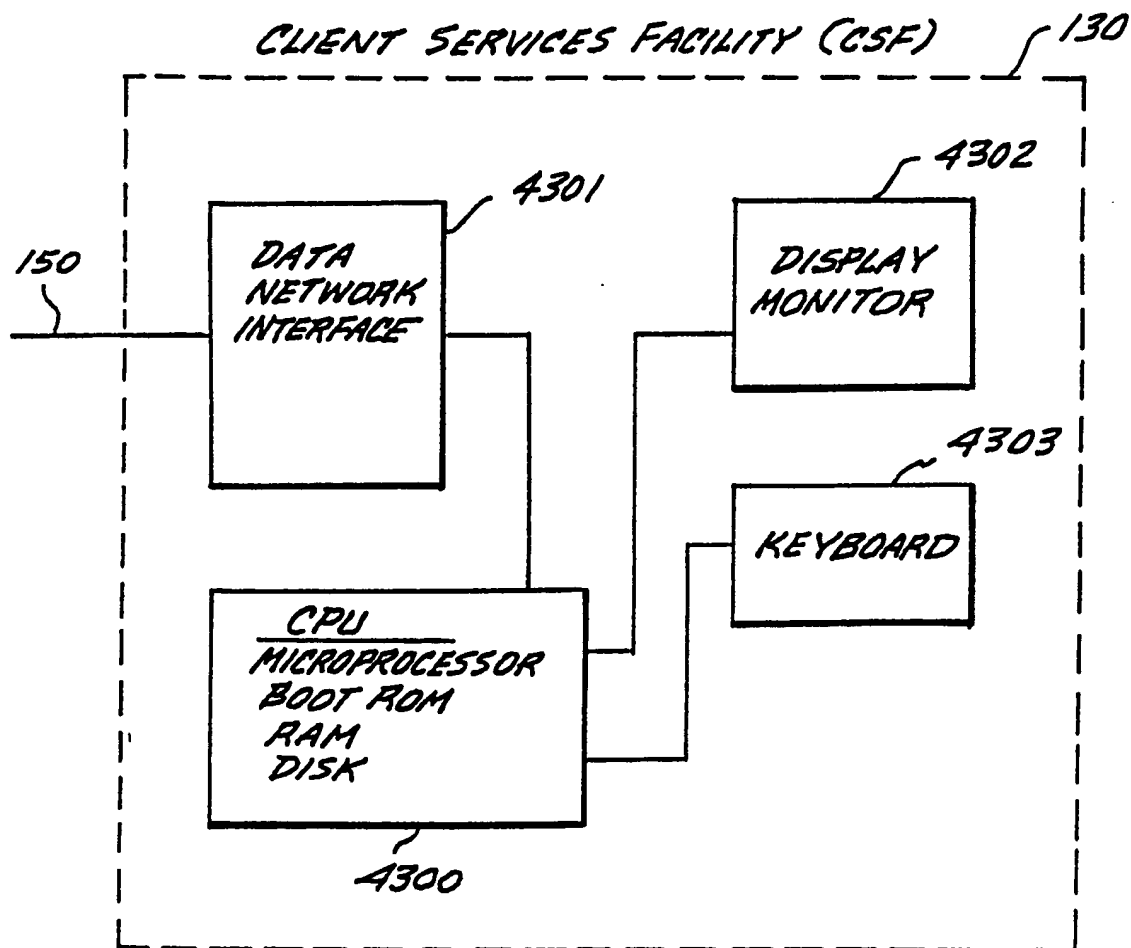 CLIENT SERVICES FACILITY (CSF)
130
4301
4302
150
DATA
NETWORK
INTERFACE
DISPLAY
MONITOR
4303
KEYBOARD
CPU
MICROPROCESSOR
BOOT ROM
RAM
DISK
4300